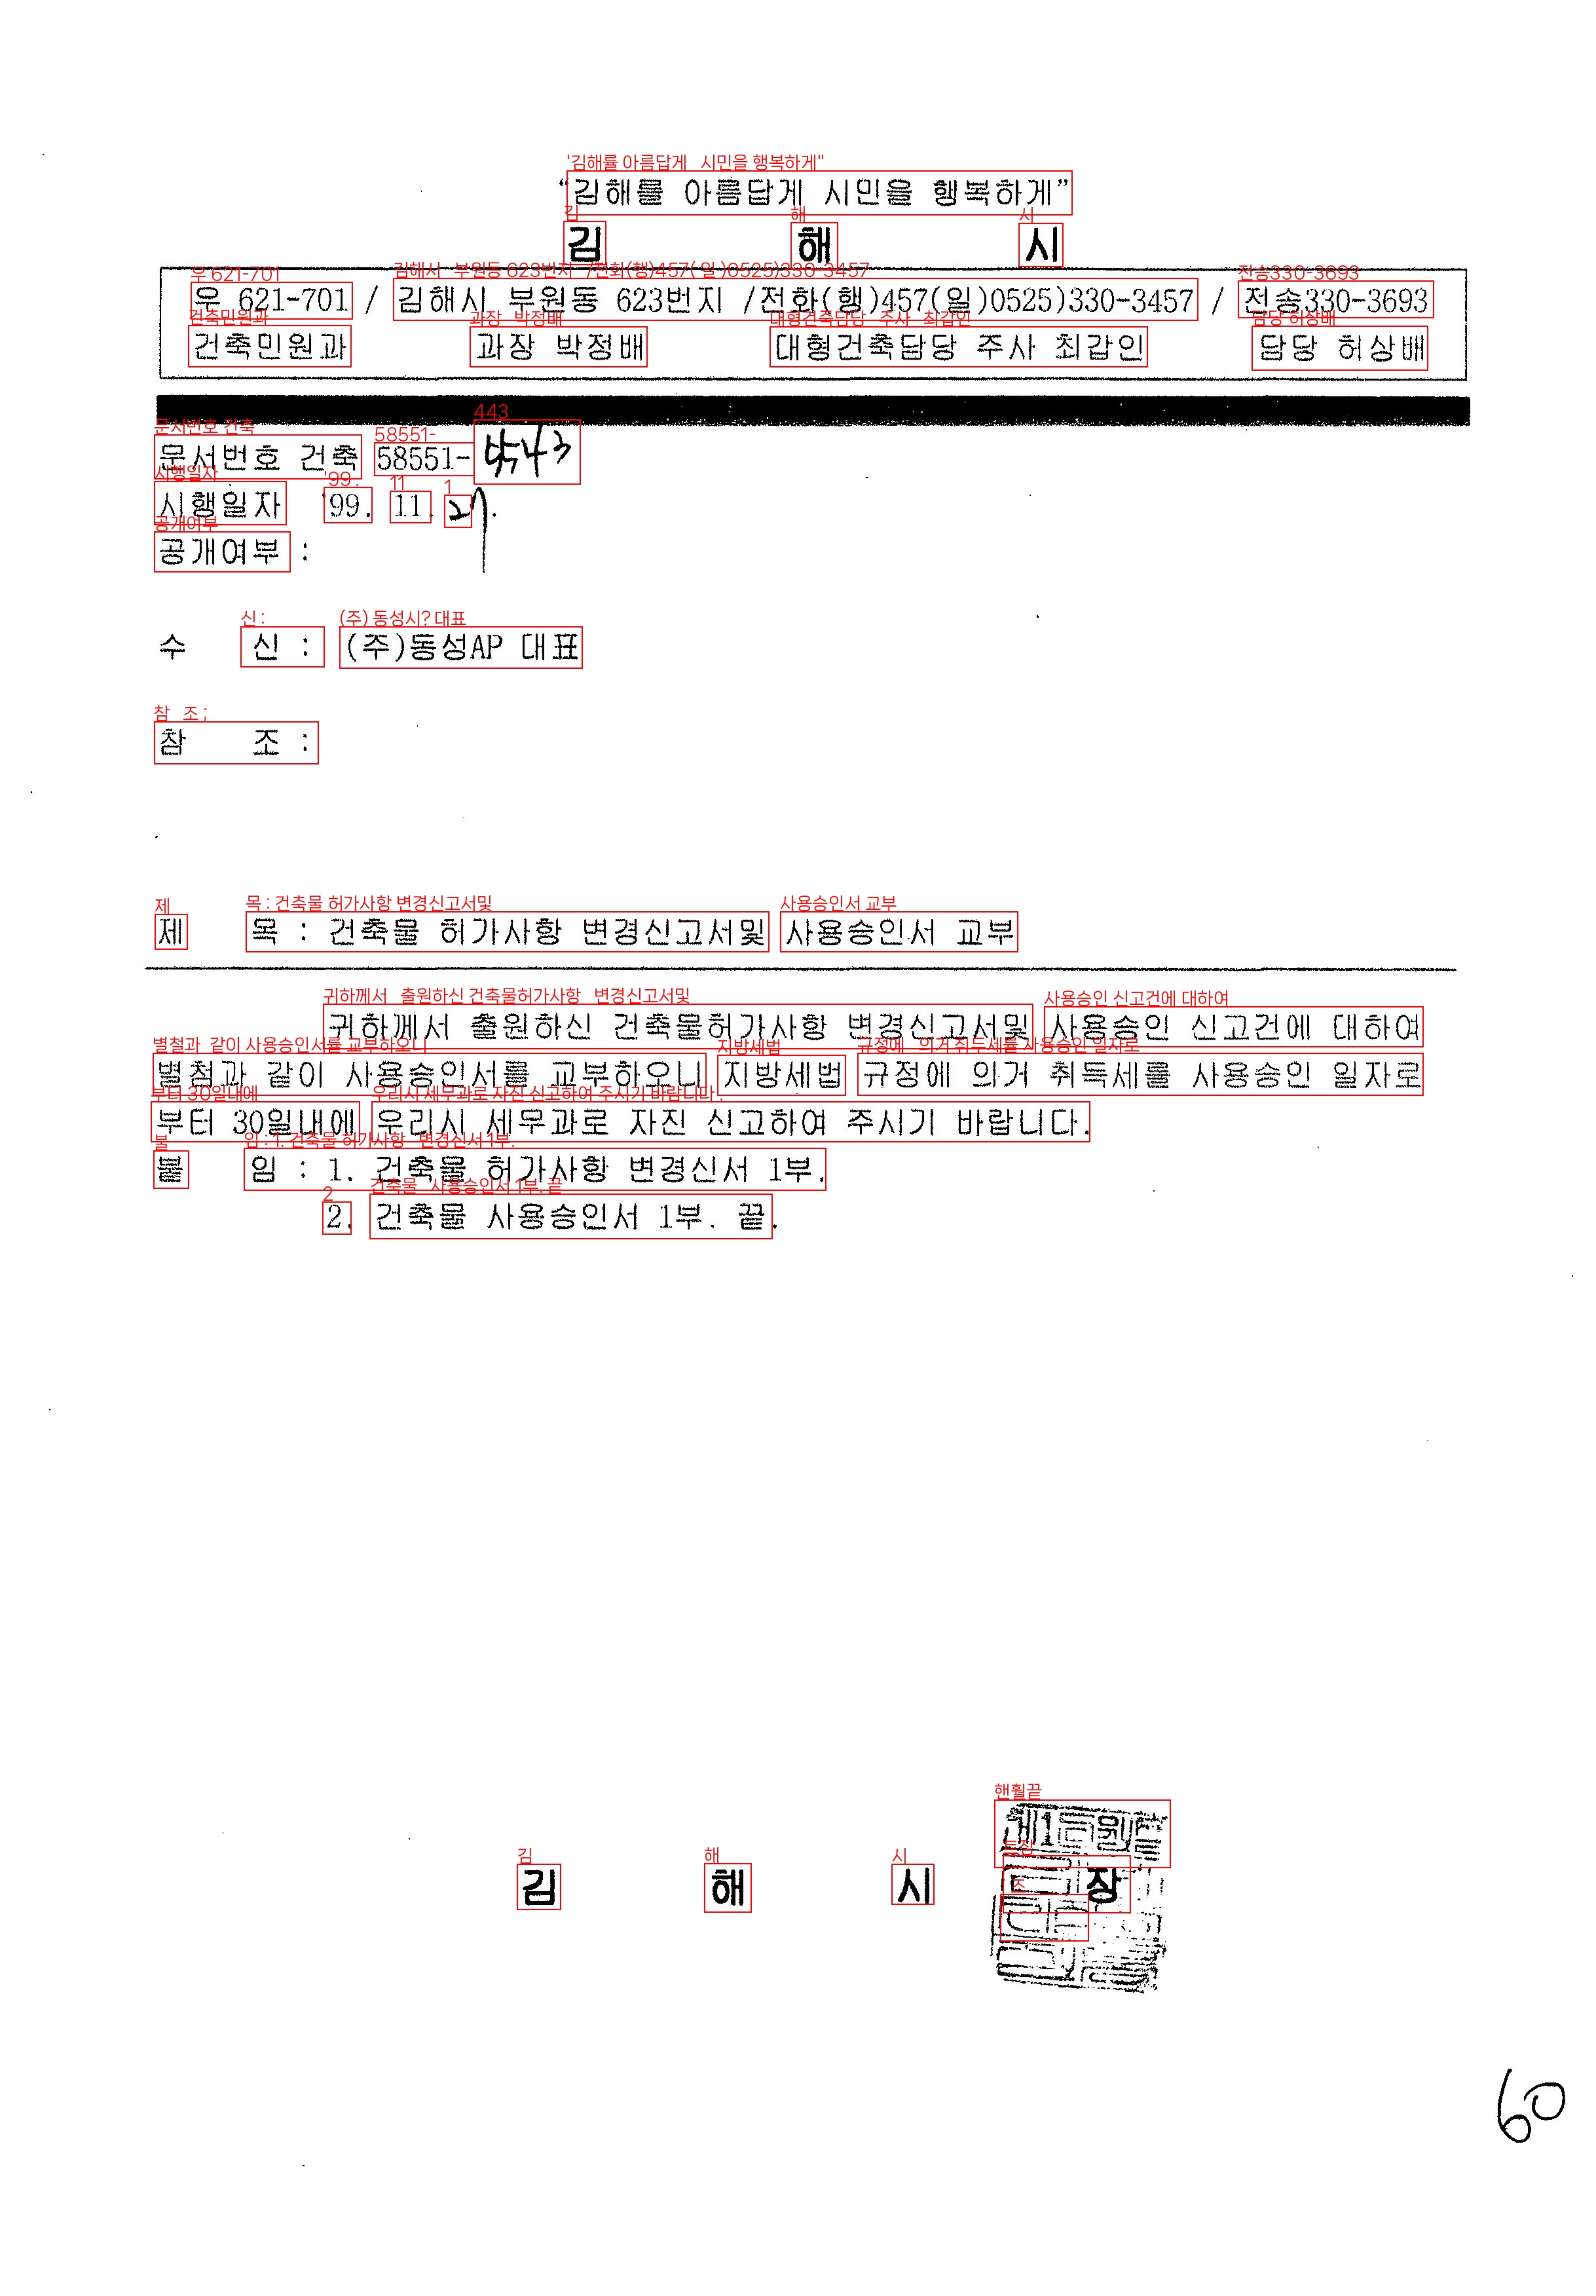 “김해를 아름답게 시민을 행복하게”
김 해 시
우 621-701 / 김해시 부원동 623번지 /전화(행)457(일)0525)330-3457 / 전송330-3693
건축민원과 과장 박정배 대형건축담당 주사 최갑인 담당 허상배
문서번호 건축 58551-
시행일자 '99. 11. 27.
공개여부 :
수 신 : (주)동성AP 대표
참 조 :
제 목 : 건축물 허가사항 변경신고서및 사용승인서 교부
귀하께서 출원하신 건축물허가사항 변경신고서및 사용승인 신고건에 대하여
별첨과 같이 사용승인서를 교부하오니 지방세법 규정에 의거 취득세를 사용승인 일자로
부터 30일내에 우리시 세무과로 자진 신고하여 주시기 바랍니다.
붙 임 : 1. 건축물 허가사항 변경신서 1부.
2. 건축물 사용승인서 1부. 끝.
김 해 시 장
60